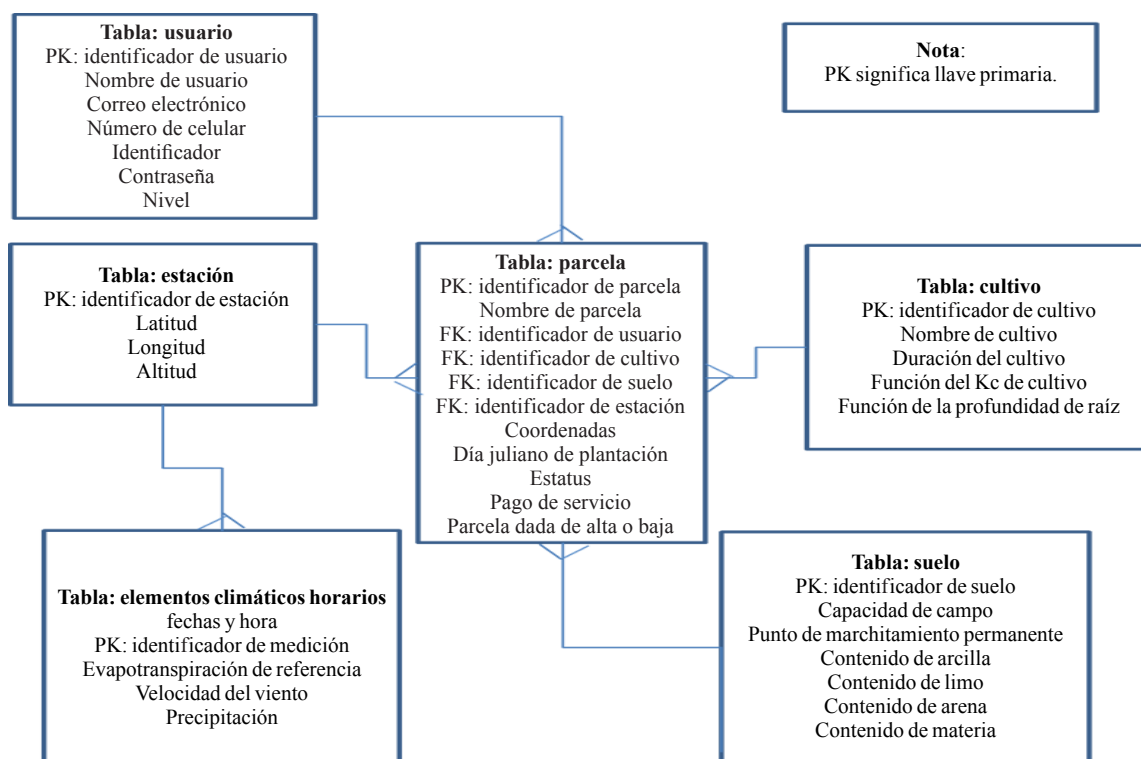 Tabla: usuario
PK: identificador de usuario
Nombre de usuario
Correo electrónico
Número de celular
Identificador
Contraseña
Nivel
Nota:
PK significa llave primaria.
Tabla: estación
PK: identificador de estación
Latitud
Longitud
Altitud
Tabla: parcela
PK: identificador de parcela
Nombre de parcela
FK: identificador de usuario
FK: identificador de cultivo
FK: identificador de suelo
FK: identificador de estación
Coordenadas
Día juliano de plantación
Estatus
Pago de servicio
Parcela dada de alta o baja
Tabla: cultivo
PK: identificador de cultivo
Nombre de cultivo
Duración del cultivo
Función del Kc de cultivo
Función de la profundidad de raíz
Tabla: elementos climáticos horarios
fechas y hora
PK: identificador de medición
Evapotranspiración de referencia
Velocidad del viento
Precipitación
Tabla: suelo
PK: identificador de suelo
Capacidad de campo
Punto de marchitamiento permanente
Contenido de arcilla
Contenido de limo
Contenido de arena
Contenido de materia